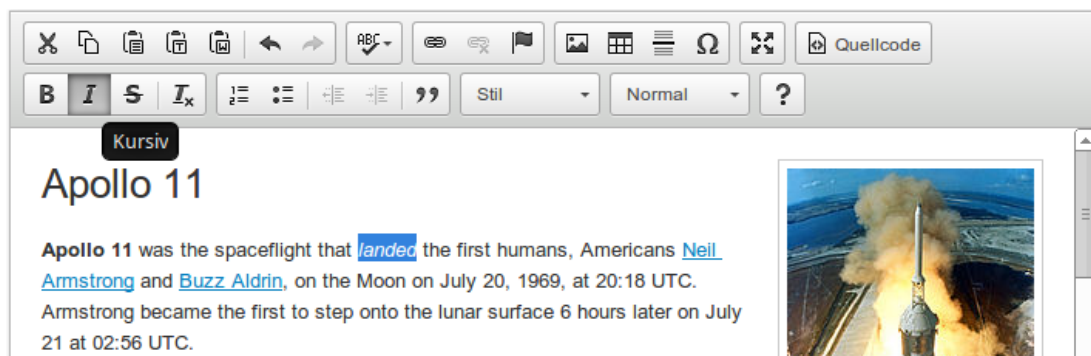 ABC
Ω
Quellcode
B I S Ix
Stil
Normal
?
Kursiv
Apollo 11
Apollo 11 was the spaceflight that landed the first humans, Americans Neil
Armstrong and Buzz Aldrin, on the Moon on July 20, 1969, at 20:18 UTC.
Armstrong became the first to step onto the lunar surface 6 hours later on July
21 at 02:56 UTC.